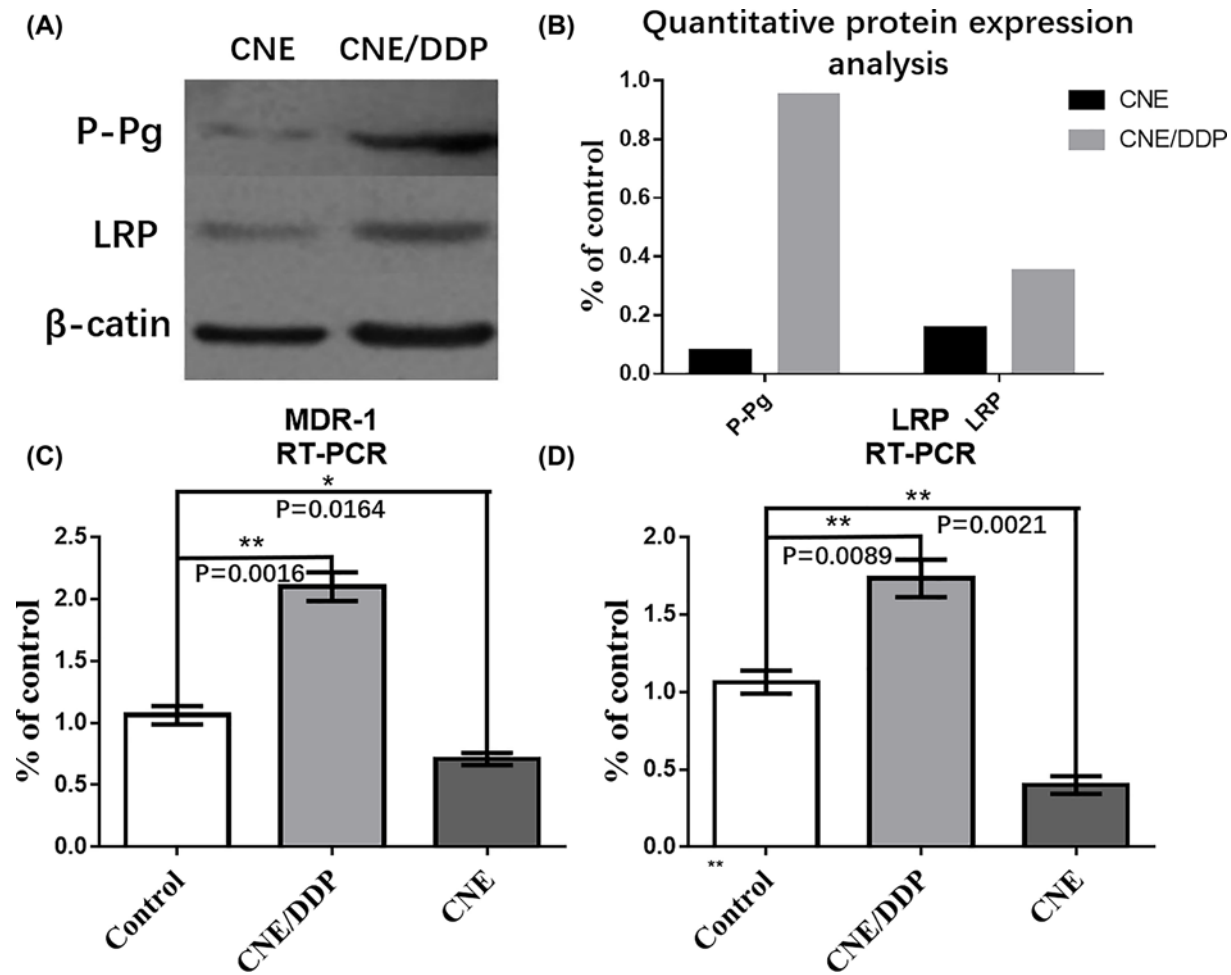 (A)
CNE CNE/DDP
P-Pg
LRP
β-catin
(B)
Quantitative protein expression
analysis
1.0
0.8
0.6
0.4
0.2
0.0
% of control
CNE
CNE/DDP
P-Pg
LRP
(C)
MDR-1
RT-PCR
*
P=0.0164
**
P=0.0016
2.5
2.0
1.5
1.0
0.5
0.0
% of control
Control
CNE/DDP
CNE
(D)
LRP
RT-PCR
**
P=0.0021
**
P=0.0089
2.0
1.5
1.0
0.5
0.0
% of control
**
Control
CNE/DDP
CNE